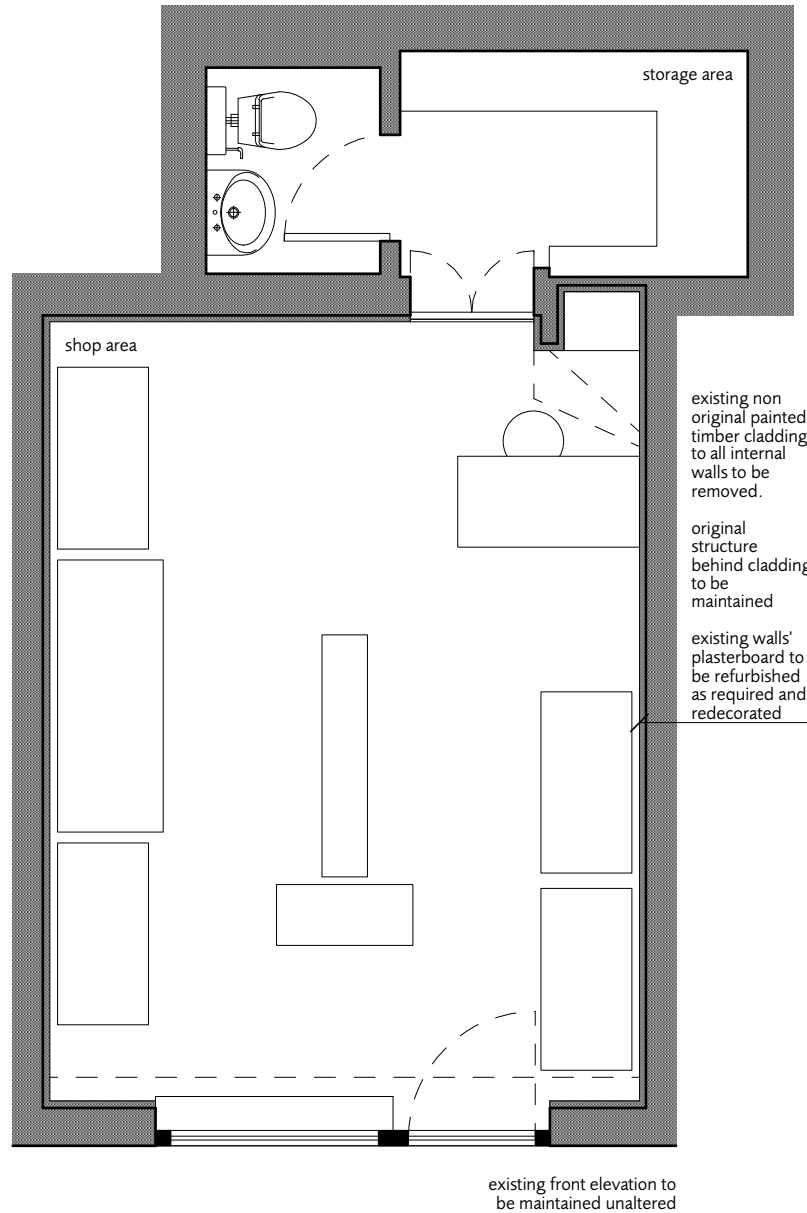 storage area
shop area
existing non
original painted
timber cladding
to all internal
walls to be
removed.
original
structure
behind cladding
to be
maintained
existing walls'
plasterboard to
be refurbished
as required and
redecorated
existing front elevation to
be maintained unaltered